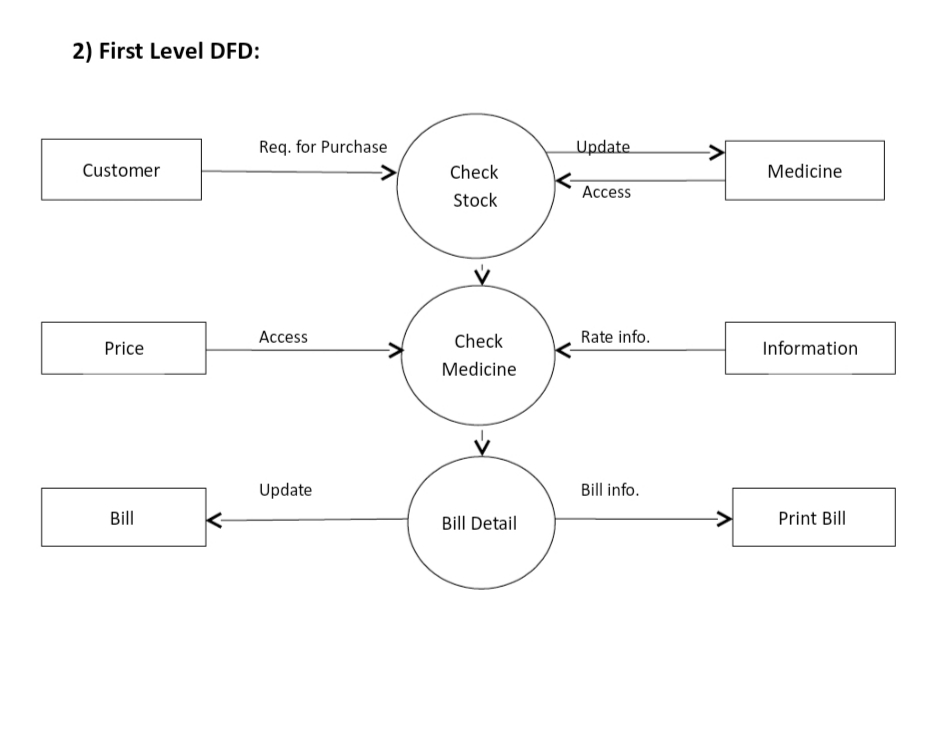 2) First Level DFD:
Req. for Purchase
Update
Customer
Check
Stock
Medicine
Access
Access
Rate info.
Price
Check
Medicine
Information
Update
Bill info.
Bill
Bill Detail
Print Bill